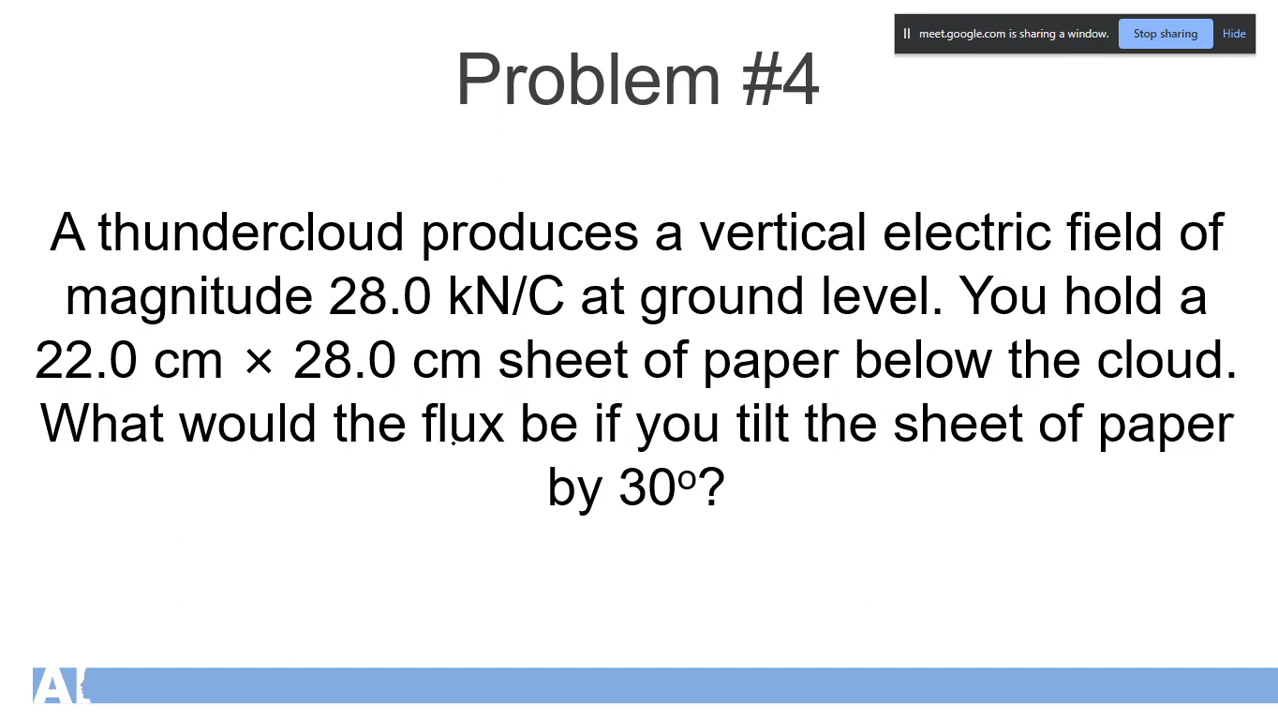 meet.google.com is sharing a window. Stop sharing Hide
Problem #4
A thundercloud produces a vertical electric field of
magnitude 28.0 kN/C at ground level. You hold a
22.0 cm × 28.0 cm sheet of paper below the cloud.
What would the flux be if you tilt the sheet of paper
by 30º?
A